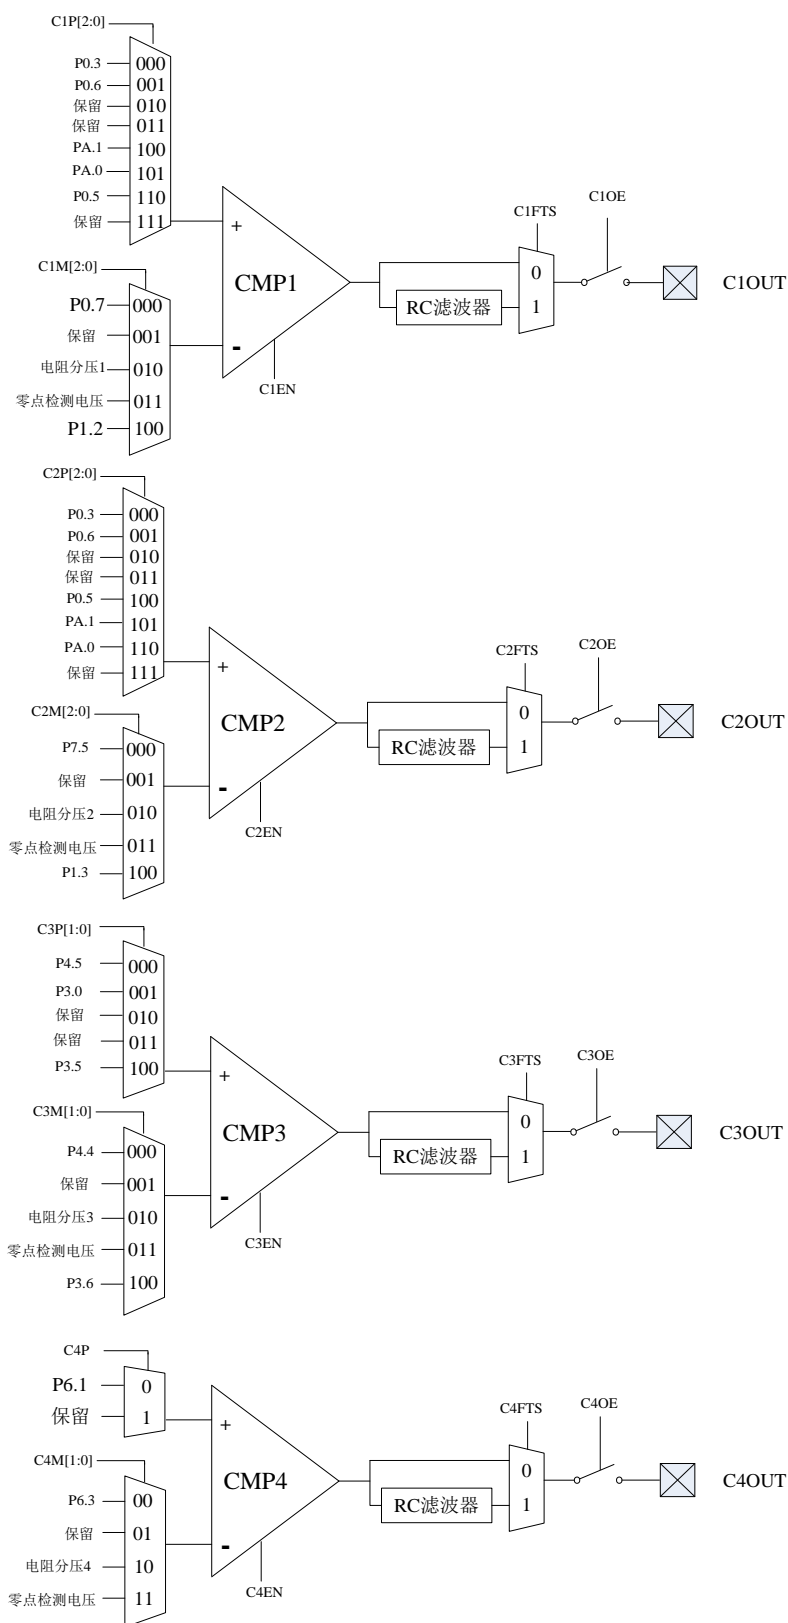 C1P[2:0]
P0.3 000
P0.6 001
保留 010
保留 011
PA.1 100
PA.0 101
P0.5 110
保留 111
C1M[2:0]
P0.7 000
保留 001
电阻分压1 010
零点检测电压 011
P1.2 100
+
-
CMP1
C1EN
RC滤波器
C1FTS
0
1
C1OE
C1OUT
C2P[2:0]
P0.3 000
P0.6 001
保留 010
保留 011
P0.5 100
PA.1 101
PA.0 110
保留 111
C2M[2:0]
P7.5 000
保留 001
电阻分压2 010
零点检测电压 011
P1.3 100
+
-
CMP2
C2EN
RC滤波器
C2FTS
0
1
C2OE
C2OUT
C3P[1:0]
P4.5 000
P3.0 001
保留 010
保留 011
P3.5 100
C3M[1:0]
P4.4 000
保留 001
电阻分压3 010
零点检测电压 011
P3.6 100
+
-
CMP3
C3EN
RC滤波器
C3FTS
0
1
C3OE
C3OUT
C4P
P6.1 0
保留 1
C4M[1:0]
P6.3 00
保留 01
电阻分压4 10
零点检测电压 11
+
-
CMP4
C4EN
RC滤波器
C4FTS
0
1
C4OE
C4OUT